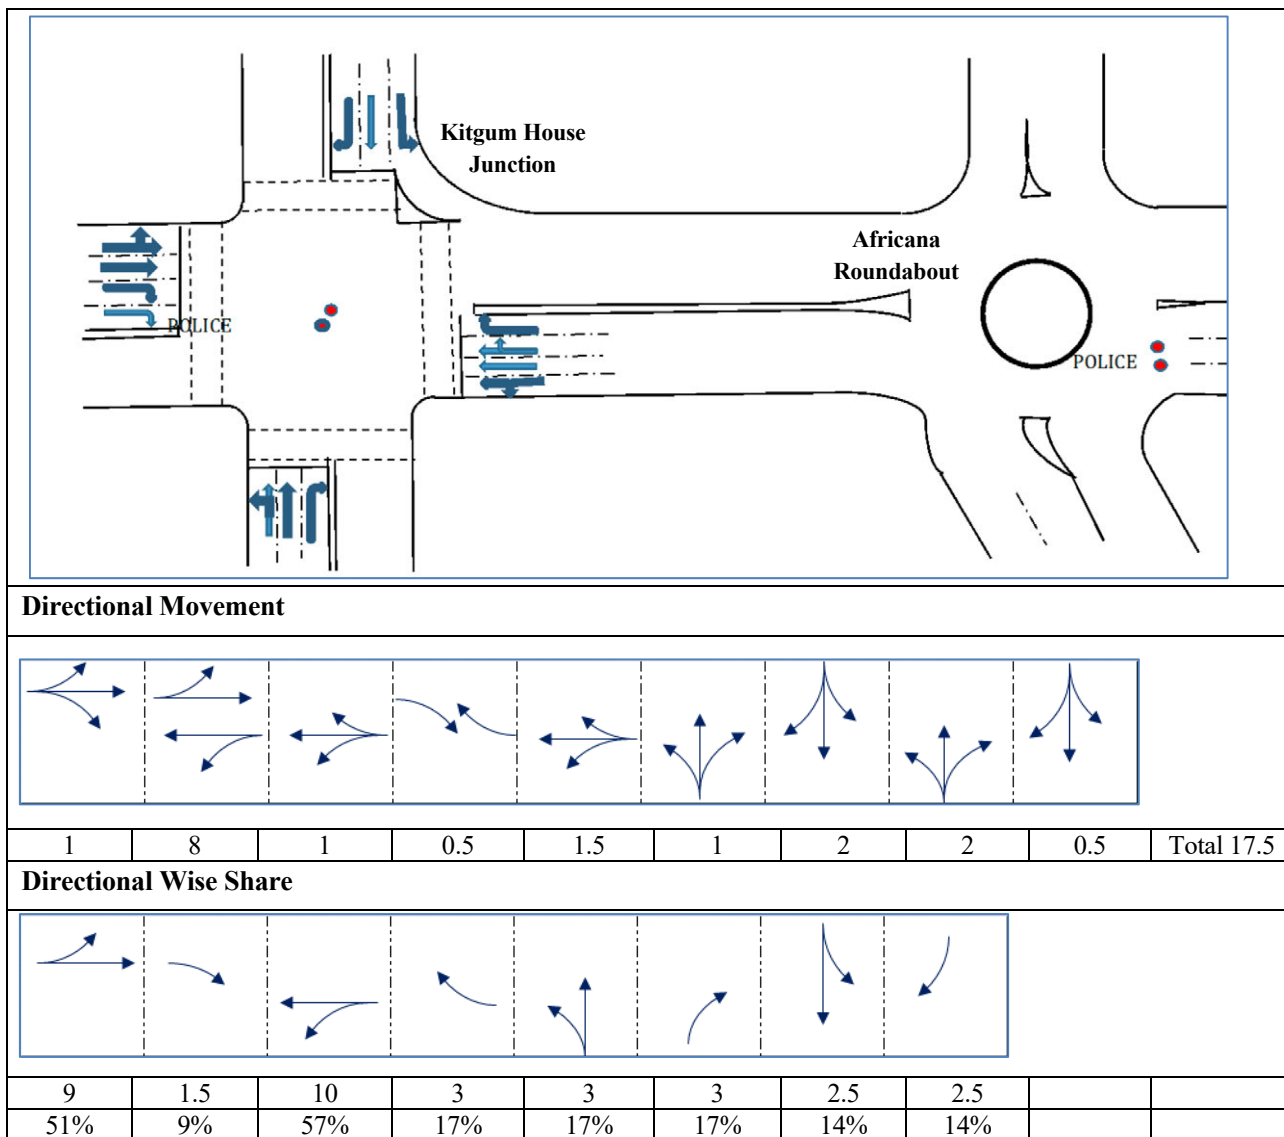 Kitgum House
Junction
Africana
Roundabout
POLICE
POLICE
Directional Movement
1 8 1 0.5 1.5 1 2 2 0.5 Total 17.5
Directional Wise Share
9 1.5 10 3 3 3 2.5 2.5
51% 9% 57% 17% 17% 17% 14% 14%